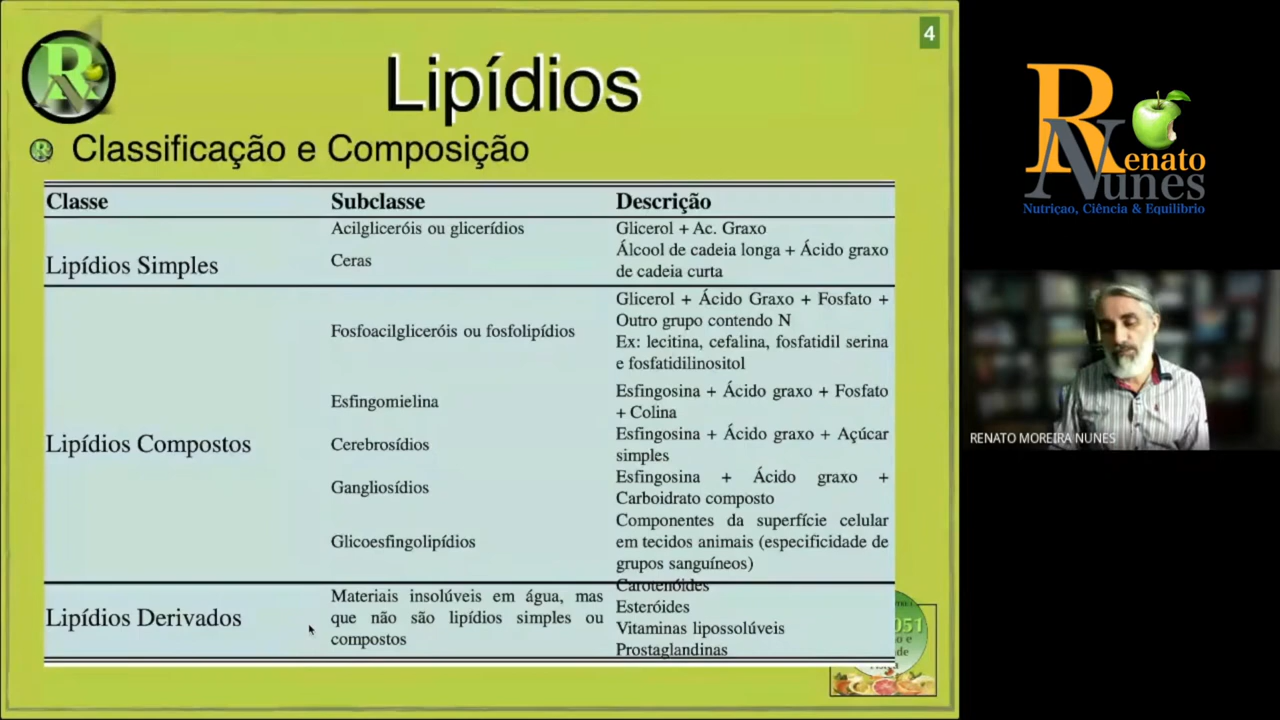 4
Lipídios
Classificação e Composição
Classe Subclasse Descrição
Lipídios Simples
Acilgliceróis ou glicerídios
Glicerol + Ac. Graxo
Ceras
Álcool de cadeia longa + Ácido graxo
de cadeia curta
Lipídios Compostos
Fosfoacilgliceróis ou fosfolipídios
Glicerol + Ácido Graxo + Fosfato +
Outro grupo contendo N
Ex: lecitina, cefalina, fosfatidil serina
e fosfatidilinositol
Esfingomielina
Esfingosina + Ácido graxo + Fosfato
+ Colina
Cerebrosídios
Esfingosina + Ácido graxo + Açúcar
simples
Gangliosídios
Esfingosina + Ácido graxo +
Carboidrato composto
Glicoesfingolipídios
Componentes da superfície celular
em tecidos animais (especificidade de
grupos sanguíneos)
Lipídios Derivados
Materiais insolúveis em água, mas
que não são lipídios simples ou
compostos
Carotenóides
Esteróides
Vitaminas lipossolúveis
Prostaglandinas
051
Renato
Nunes
Nutriçao, Ciência & Equilibrio
RENATO MOREIRA NUNES